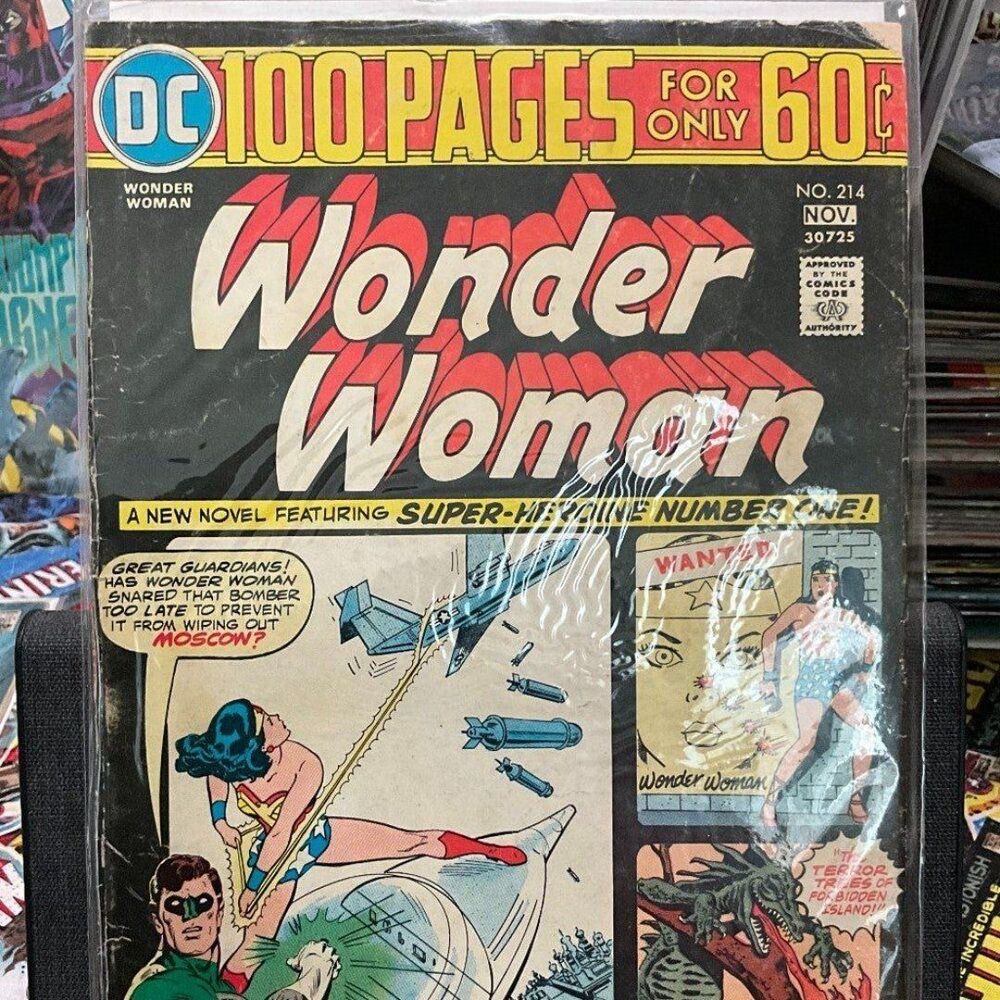 DC 100 PAGES FOR ONLY 60¢
WONDER
WOMAN
NO. 214
NOV.
30725
APPROVED
BY THE
COMICS
CODE
AUTHORITY
Wonder
Woman
A NEW NOVEL FEATURING SUPER-HEROINE NUMBER ONE!
GREAT GUARDIANS!
HAS WONDER WOMAN
SNARED THAT BOMBER
TOO LATE TO PREVENT
IT FROM WIPING OUT
MOSCOW?
WANTED
Wonder Woman
"THE
TERROR
TREES OF
FORBIDDEN
ISLAND!"
INCREDIBLE